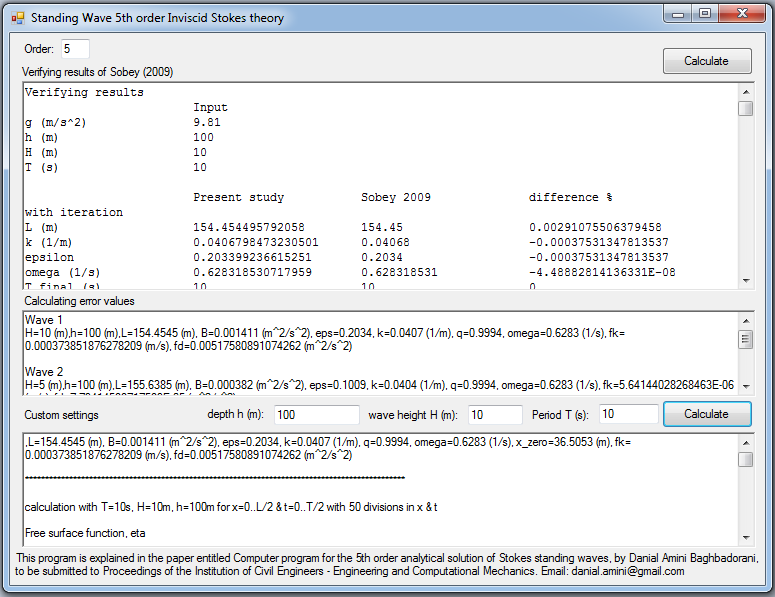 Standing Wave 5th order Inviscid Stokes theory
Order: 5
Calculate
Verifying results of Sobey (2009)
Verifying results
Input
g (m/s^2) 9.81
h (m) 100
H (m) 10
T (s) 10
Present study Sobey 2009 difference %
with iteration
L (m) 154.454495792058 154.45 0.00291075506379458
k (1/m) 0.0406798473230501 0.04068 -0.00037531347813537
epsilon 0.203399236615251 0.2034 -0.00037531347813537
omega (1/s) 0.628318530717959 0.628318531 -4.48882814136331E-08
T final (s) 10 10 0
Calculating error values
Wave 1
H=10 (m),h=100 (m),L=154.4545 (m), B=0.001411 (m^2/s^2), eps=0.2034, k=0.0407 (1/m), q=0.9994, omega=0.6283 (1/s), fk=
0.000373851876278209 (m/s), fd=0.00517580891074262 (m^2/s^2)
Wave 2
H=5 (m),h=100 (m),L=155.6385 (m), B=0.000382 (m^2/s^2), eps=0.1009, k=0.0404 (1/m), q=0.9994, omega=0.6283 (1/s),fk=5.64144028268463E-06
Custom settings depth h (m): 100 wave height H (m): 10 Period T (s): 10 Calculate
,L=154.4545 (m), B=0.001411 (m^2/s^2), eps=0.2034, k=0.0407 (1/m), q=0.9994, omega=0.6283 (1/s), x_zero=36.5053 (m), fk=
0.000373851876278209 (m/s), fd=0.00517580891074262 (m^2/s^2)
calculation with T=10s, H=10m, h=100m for x=0..L/2 & t=0..T/2 with 50 divisions in x & t
Free surface function, eta
This program is explained in the paper entitled Computer program for the 5th order analytical solution of Stokes standing waves, by Danial Amini Baghbadorani,
to be submitted to Proceedings of the Institution of Civil Engineers - Engineering and Computational Mechanics. Email: danial.amini@gmail.com